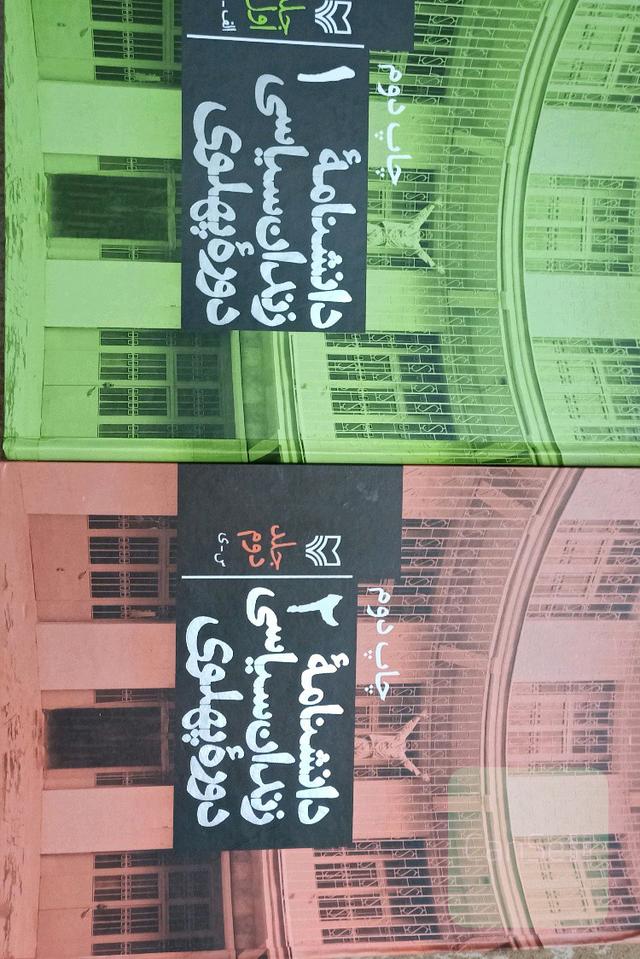 جلد
اول
الف-
چاپ دوم
۱
دانشنامهٔ
زندان سیاسی
دورهٔ پهلوی
جلد
دوم
س-ی
چاپ دوم
۲
دانشنامهٔ
زندان سیاسی
دورهٔ پهلوی